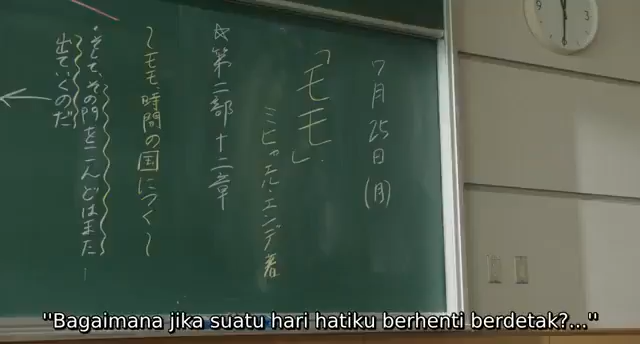 7月25日(月)
「モモ」
ミヒャエル・エンデ著
第二部 十二章
～モモ、時間の国につく～
そして、その門を こんどはまた
出ていくのだ
''Bagaimana jika suatu hari hatiku berhenti berdetak?...''